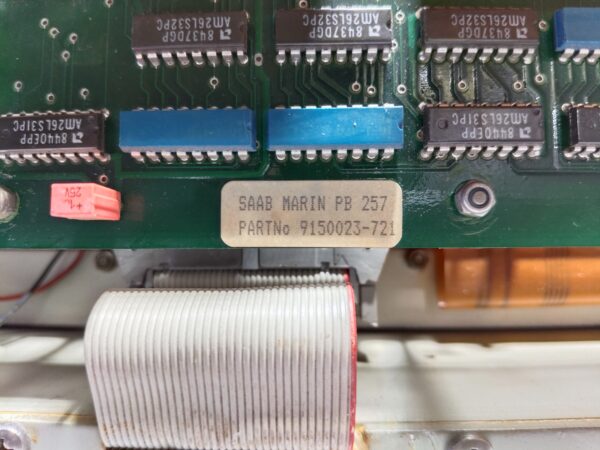 8437DGP
AM26LS32PC
8437DGP
AM26LS32PC
8437DGP
AM26LS32PC
8440EPP
AM26LS31PC
8440EPP
AM26LS31PC
25V
SAAB MARIN PB 257
PARTNo 9150023-721